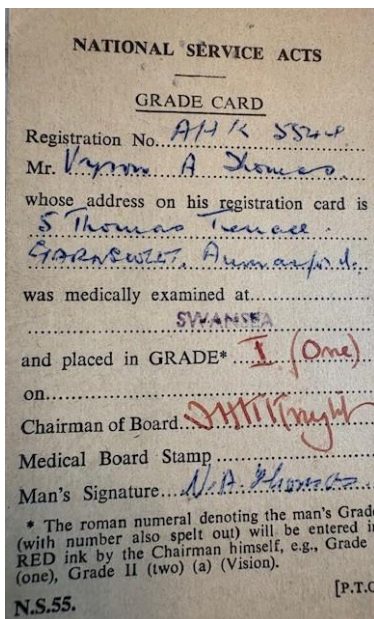 NATIONAL SERVICE ACTS
GRADE CARD
Registration No. AHK 5548
Mr. Vyron A Thomas
whose address on his registration card is
5 Thomas Terrace
GARNSWLLT, Ammanford.
was medically examined at
SWANSEA
and placed in GRADE* I (One)
on
Chairman of Board Knight
Medical Board Stamp
Man's Signature V.A Thomas
* The roman numeral denoting the man's Grade
(with number also spelt out) will be entered in
RED ink by the Chairman himself, e.g., Grade
(one), Grade II (two) (a) (Vision).
[P.T.O
N.S.55.